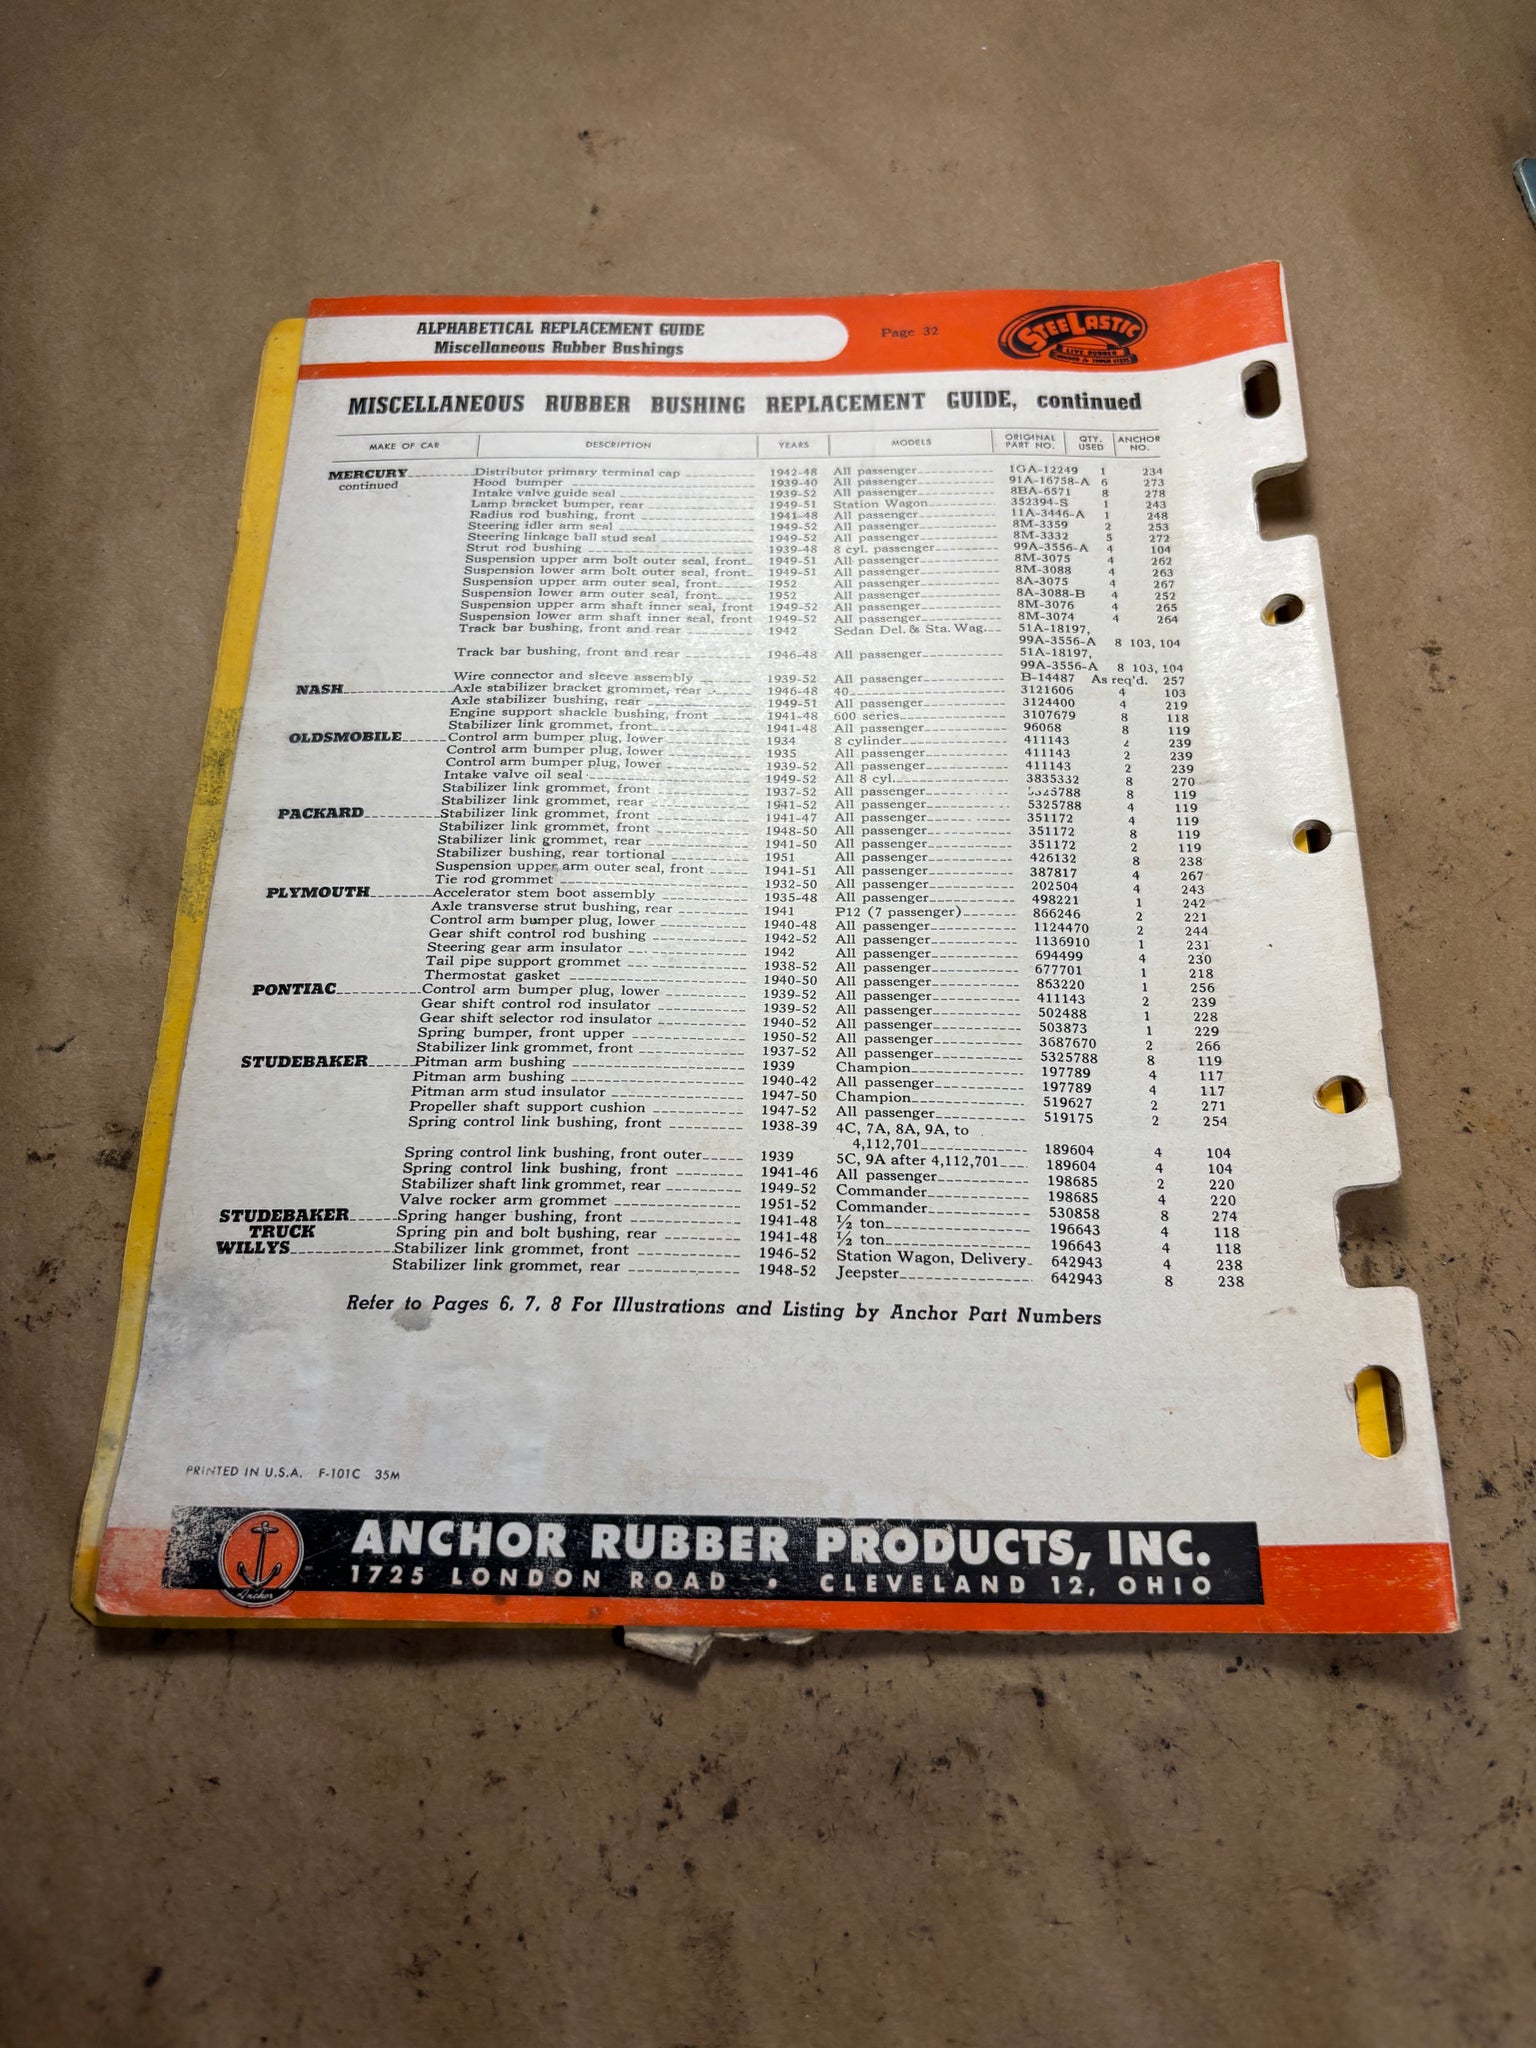 ALPHABETICAL REPLACEMENT GUIDE
Miscellaneous Rubber Bushings
Page 32
STEELASTIC
LIVE RUBBER
MISCELLANEOUS RUBBER BUSHING REPLACEMENT GUIDE, continued
MAKE OF CAR DESCRIPTION YEARS MODELS ORIGINAL PART NO. QTY. USED ANCHOR NO.
MERCURY Distributor primary terminal cap 1942-48 All passenger 1GA-12249 1 234
continued Hood bumper 1939-40 All passenger 91A-16758-A 6 273
Intake valve guide seal 1939-52 All passenger 8BA-6571 8 278
Lamp bracket bumper, rear 1949-51 Station Wagon 352394-S 1 243
Radius rod bushing, front 1941-48 All passenger 11A-3446-A 1 248
Steering idler arm seal 1949-52 All passenger 8M-3359 2 253
Steering linkage ball stud seal 1949-52 All passenger 8M-3332 5 272
Strut rod bushing 1939-48 8 cyl. passenger 99A-3556-A 4 104
Suspension upper arm bolt outer seal, front 1949-51 All passenger 8M-3075 4 262
Suspension lower arm bolt outer seal, front 1949-51 All passenger 8M-3088 4 263
Suspension upper arm outer seal, front 1952 All passenger 8A-3075 4 267
Suspension lower arm outer seal, front 1952 All passenger 8A-3088-B 4 252
Suspension upper arm shaft inner seal, front 1949-52 All passenger 8M-3076 4 265
Suspension lower arm shaft inner seal, front 1949-52 All passenger 8M-3074 4 264
Track bar bushing, front and rear 1942 Sedan Del. & Sta. Wag. 51A-18197,
99A-3556-A 8 103, 104
Track bar bushing, front and rear 1946-48 All passenger 51A-18197,
99A-3556-A 8 103, 104
Wire connector and sleeve assembly 1939-52 All passenger B-14487 As req'd. 257
NASH Axle stabilizer bracket grommet, rear 1946-48 40 3121606 4 103
Axle stabilizer bushing, rear 1949-51 All passenger 3124400 4 219
Engine support shackle bushing, front 1941-48 600 series 3107679 8 118
Stabilizer link grommet, front 1941-48 All passenger 96068 8 119
OLDSMOBILE Control arm bumper plug, lower 1934 8 cylinder 411143 2 239
Control arm bumper plug, lower 1935 All passenger 411143 2 239
Control arm bumper plug, lower 1939-52 All passenger 411143 2 239
Intake valve oil seal 1949-52 All 8 cyl. 3835332 8 270
Stabilizer link grommet, front 1937-52 All passenger 5325788 8 119
Stabilizer link grommet, rear 1941-52 All passenger 5325788 4 119
PACKARD Stabilizer link grommet, front 1941-47 All passenger 351172 4 119
Stabilizer link grommet, front 1948-50 All passenger 351172 8 119
Stabilizer link grommet, rear 1941-50 All passenger 351172 2 119
Stabilizer bushing, rear tortional 1951 All passenger 426132 8 238
Suspension upper arm outer seal, front 1941-51 All passenger 387817 4 267
Tie rod grommet 1932-50 All passenger 202504 4 243
PLYMOUTH Accelerator stem boot assembly 1935-48 All passenger 498221 1 242
Axle transverse strut bushing, rear 1941 P12 (7 passenger) 866246 2 221
Control arm bumper plug, lower 1940-48 All passenger 1124470 2 244
Gear shift control rod bushing 1942-52 All passenger 1136910 1 231
Steering gear arm insulator 1942 All passenger 694499 4 230
Tail pipe support grommet 1938-52 All passenger 677701 1 218
Thermostat gasket 1940-50 All passenger 863220 1 256
PONTIAC Control arm bumper plug, lower 1939-52 All passenger 411143 2 239
Gear shift control rod insulator 1939-52 All passenger 502488 1 228
Gear shift selector rod insulator 1940-52 All passenger 503873 1 229
Spring bumper, front upper 1950-52 All passenger 3687670 2 266
Stabilizer link grommet, front 1937-52 All passenger 5325788 8 119
STUDEBAKER Pitman arm bushing 1939 Champion 197789 4 117
Pitman arm bushing 1940-42 All passenger 197789 4 117
Pitman arm stud insulator 1947-50 Champion 519627 2 271
Propeller shaft support cushion 1947-52 All passenger 519175 2 254
Spring control link bushing, front 1938-39 4C, 7A, 8A, 9A, to
4,112,701 189604 4 104
Spring control link bushing, front outer 1939 5C, 9A after 4,112,701 189604 4 104
Spring control link bushing, front 1941-46 All passenger 198685 2 220
Stabilizer shaft link grommet, rear 1949-52 Commander 198685 4 220
Valve rocker arm grommet 1951-52 Commander 530858 8 274
STUDEBAKER Spring hanger bushing, front 1941-48 1/2 ton 196643 4 118
TRUCK Spring pin and bolt bushing, rear 1941-48 1/2 ton 196643 4 118
WILLYS Stabilizer link grommet, front 1946-52 Station Wagon, Delivery 642943 4 238
Stabilizer link grommet, rear 1948-52 Jeepster 642943 8 238
Refer to Pages 6, 7, 8 For Illustrations and Listing by Anchor Part Numbers
PRINTED IN U.S.A. F-101C 35M
Anchor
ANCHOR RUBBER PRODUCTS, INC.
1725 LONDON ROAD • CLEVELAND 12, OHIO